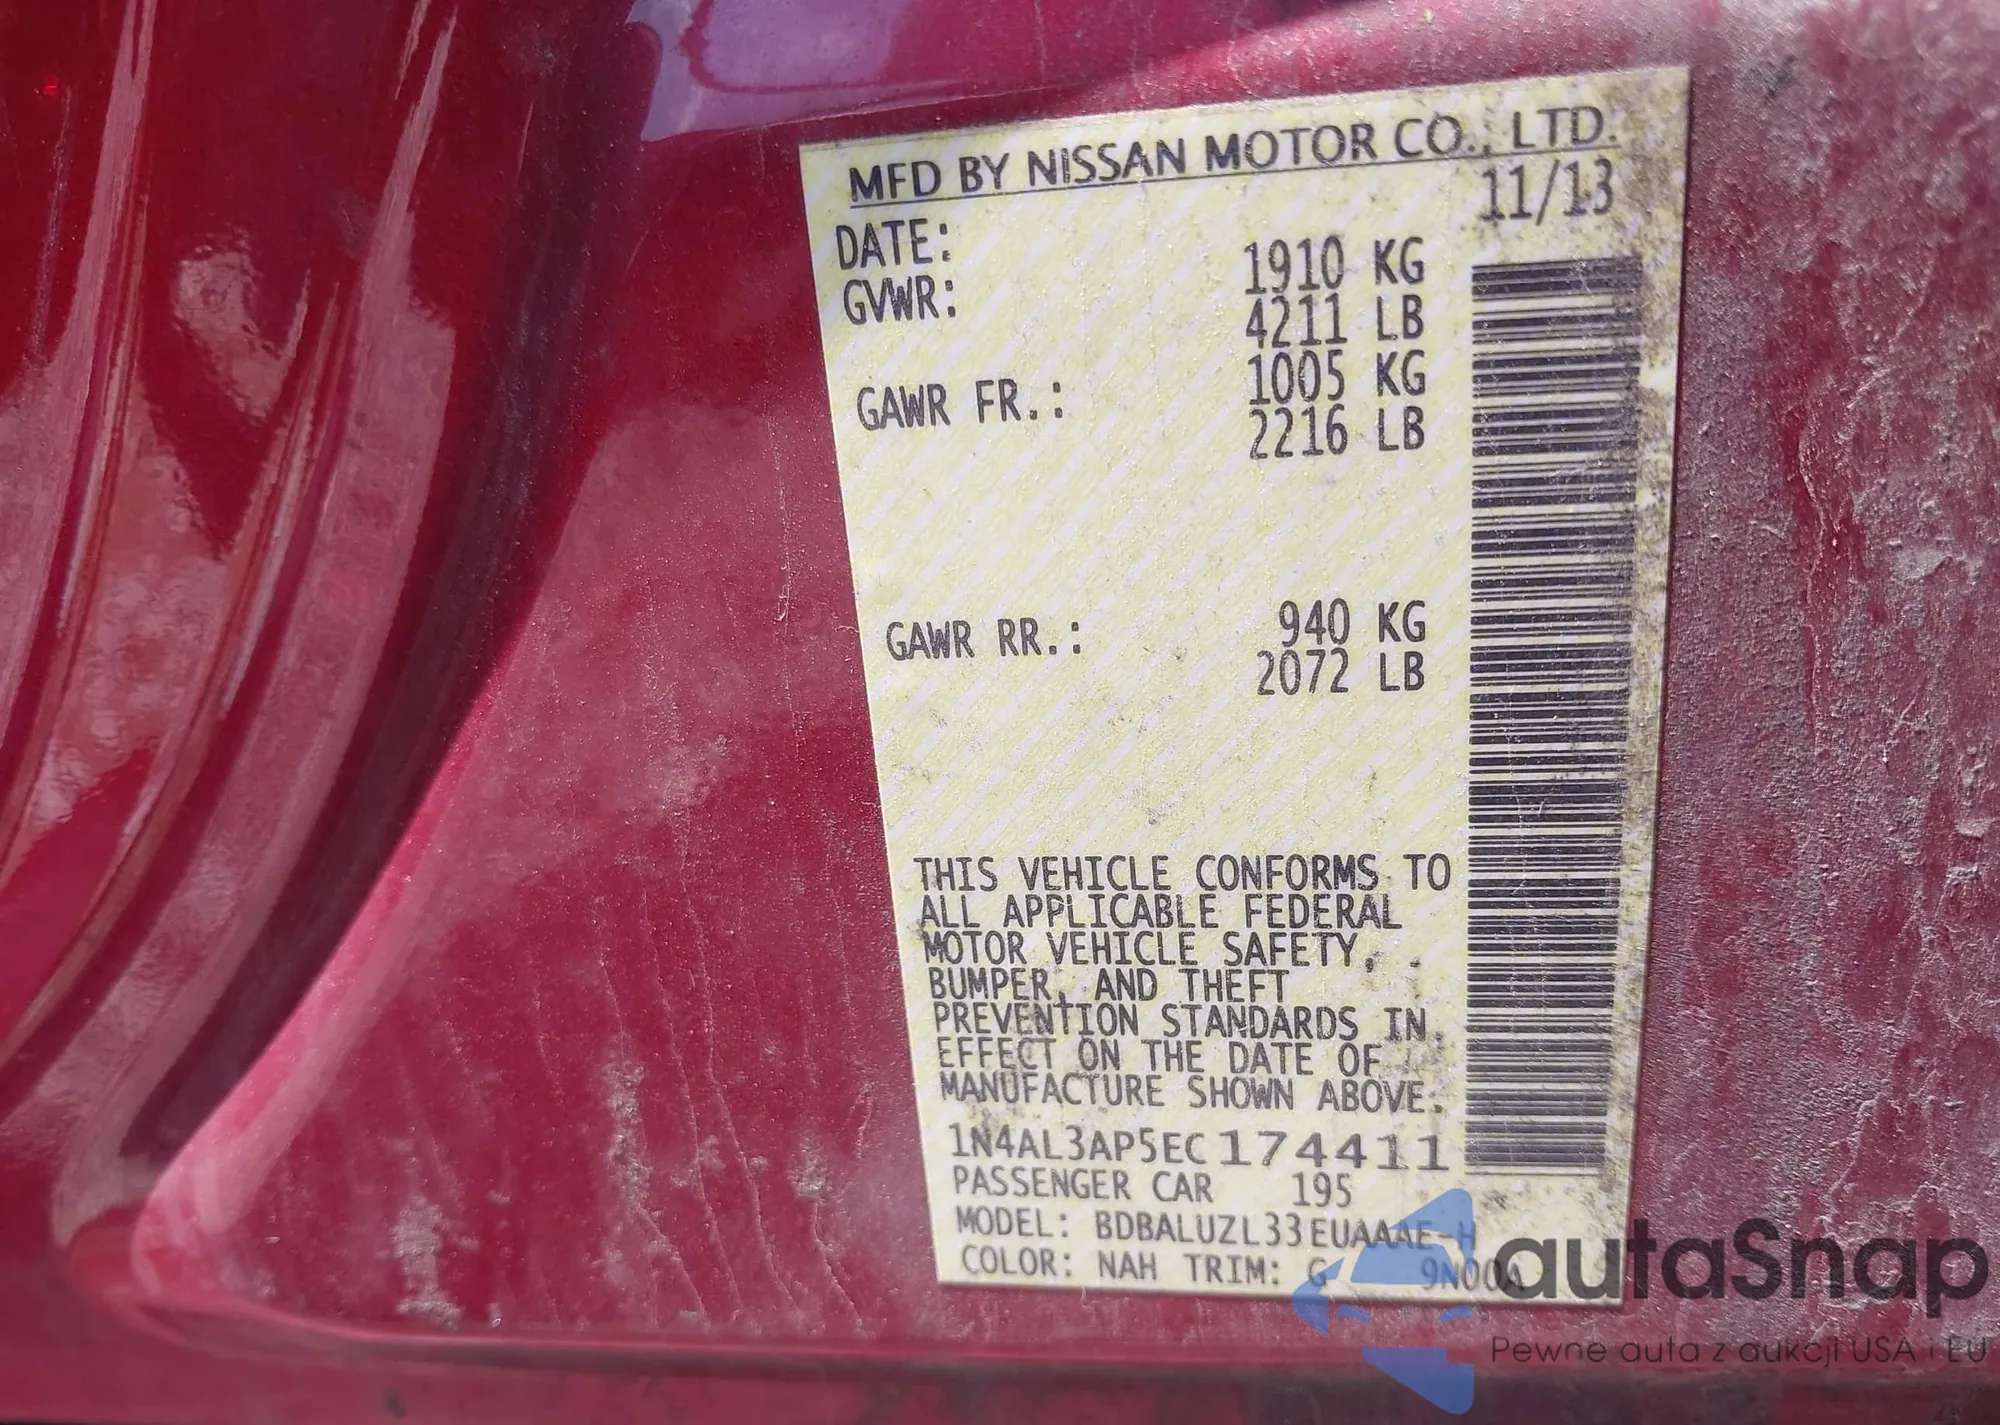 MFD BY NISSAN MOTOR CO., LTD.
DATE: 11/13
GVWR: 1910 KG
4211 LB
GAWR FR.: 1005 KG
2216 LB
GAWR RR.: 940 KG
2072 LB
THIS VEHICLE CONFORMS TO
ALL APPLICABLE FEDERAL
MOTOR VEHICLE SAFETY,
BUMPER, AND THEFT
PREVENTION STANDARDS IN
EFFECT ON THE DATE OF
MANUFACTURE SHOWN ABOVE.
1N4AL3AP5EC174411
PASSENGER CAR 195
MODEL: BDBALUZL33EUAAAE-H
COLOR: NAH TRIM: G 9N00A
autaSnap
Pewne auta z aukcji USA i EU